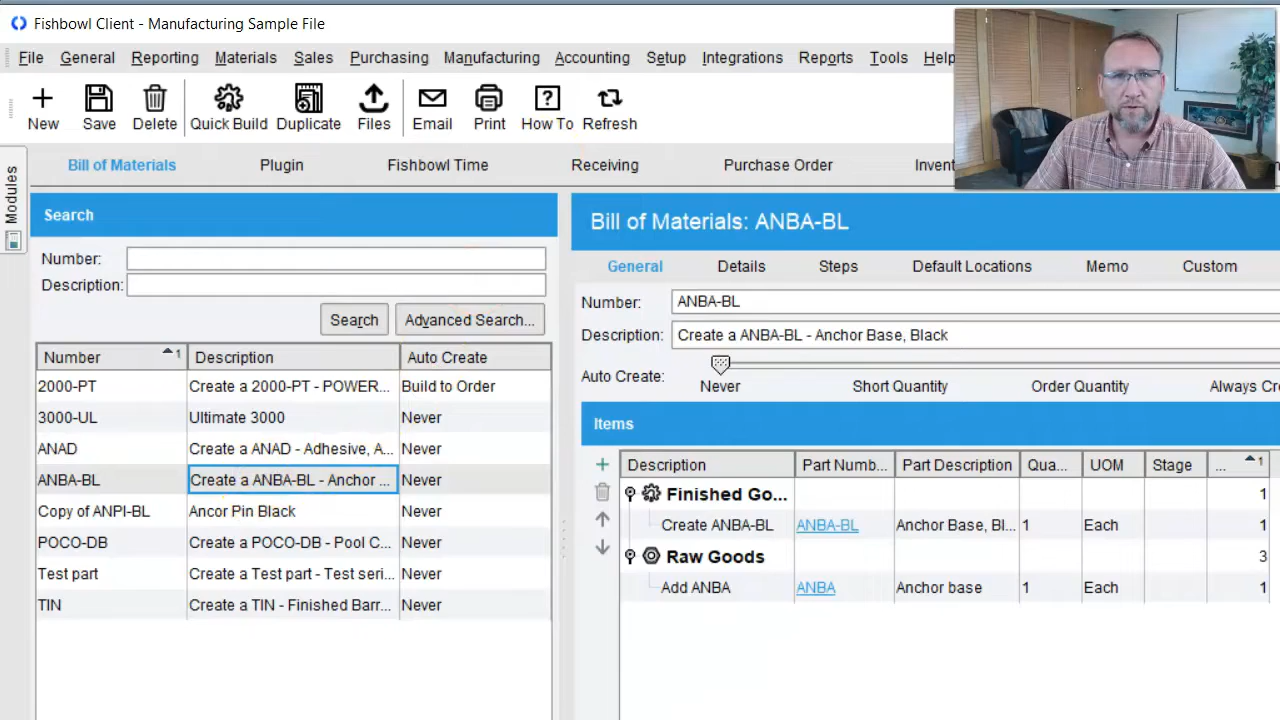 Fishbowl Client - Manufacturing Sample File
File General Reporting Materials Sales Purchasing Manufacturing Accounting Setup Integrations Reports Tools Help
New Save Delete Quick Build Duplicate Files Email Print How To Refresh
Modules
Bill of Materials Plugin Fishbowl Time Receiving Purchase Order
Search
Number:
Description:
Search Advanced Search...
Number 1 Description Auto Create
2000-PT Create a 2000-PT - POWER... Build to Order
3000-UL Ultimate 3000 Never
ANAD Create a ANAD - Adhesive, A... Never
ANBA-BL Create a ANBA-BL - Anchor ... Never
Copy of ANPI-BL Ancor Pin Black Never
POCO-DB Create a POCO-DB - Pool C... Never
Test part Create a Test part - Test seri... Never
TIN Create a TIN - Finished Barr... Never
Bill of Materials: ANBA-BL
General Details Steps Default Locations Memo Custom
Number: ANBA-BL
Description: Create a ANBA-BL - Anchor Base, Black
Auto Create: Never Short Quantity Order Quantity Always Cr
Items
Description Part Numb... Part Description Qua... UOM Stage ... 1
Finished Go... 1
Create ANBA-BL ANBA-BL Anchor Base, Bl... 1 Each 1
Raw Goods 3
Add ANBA ANBA Anchor base 1 Each 1